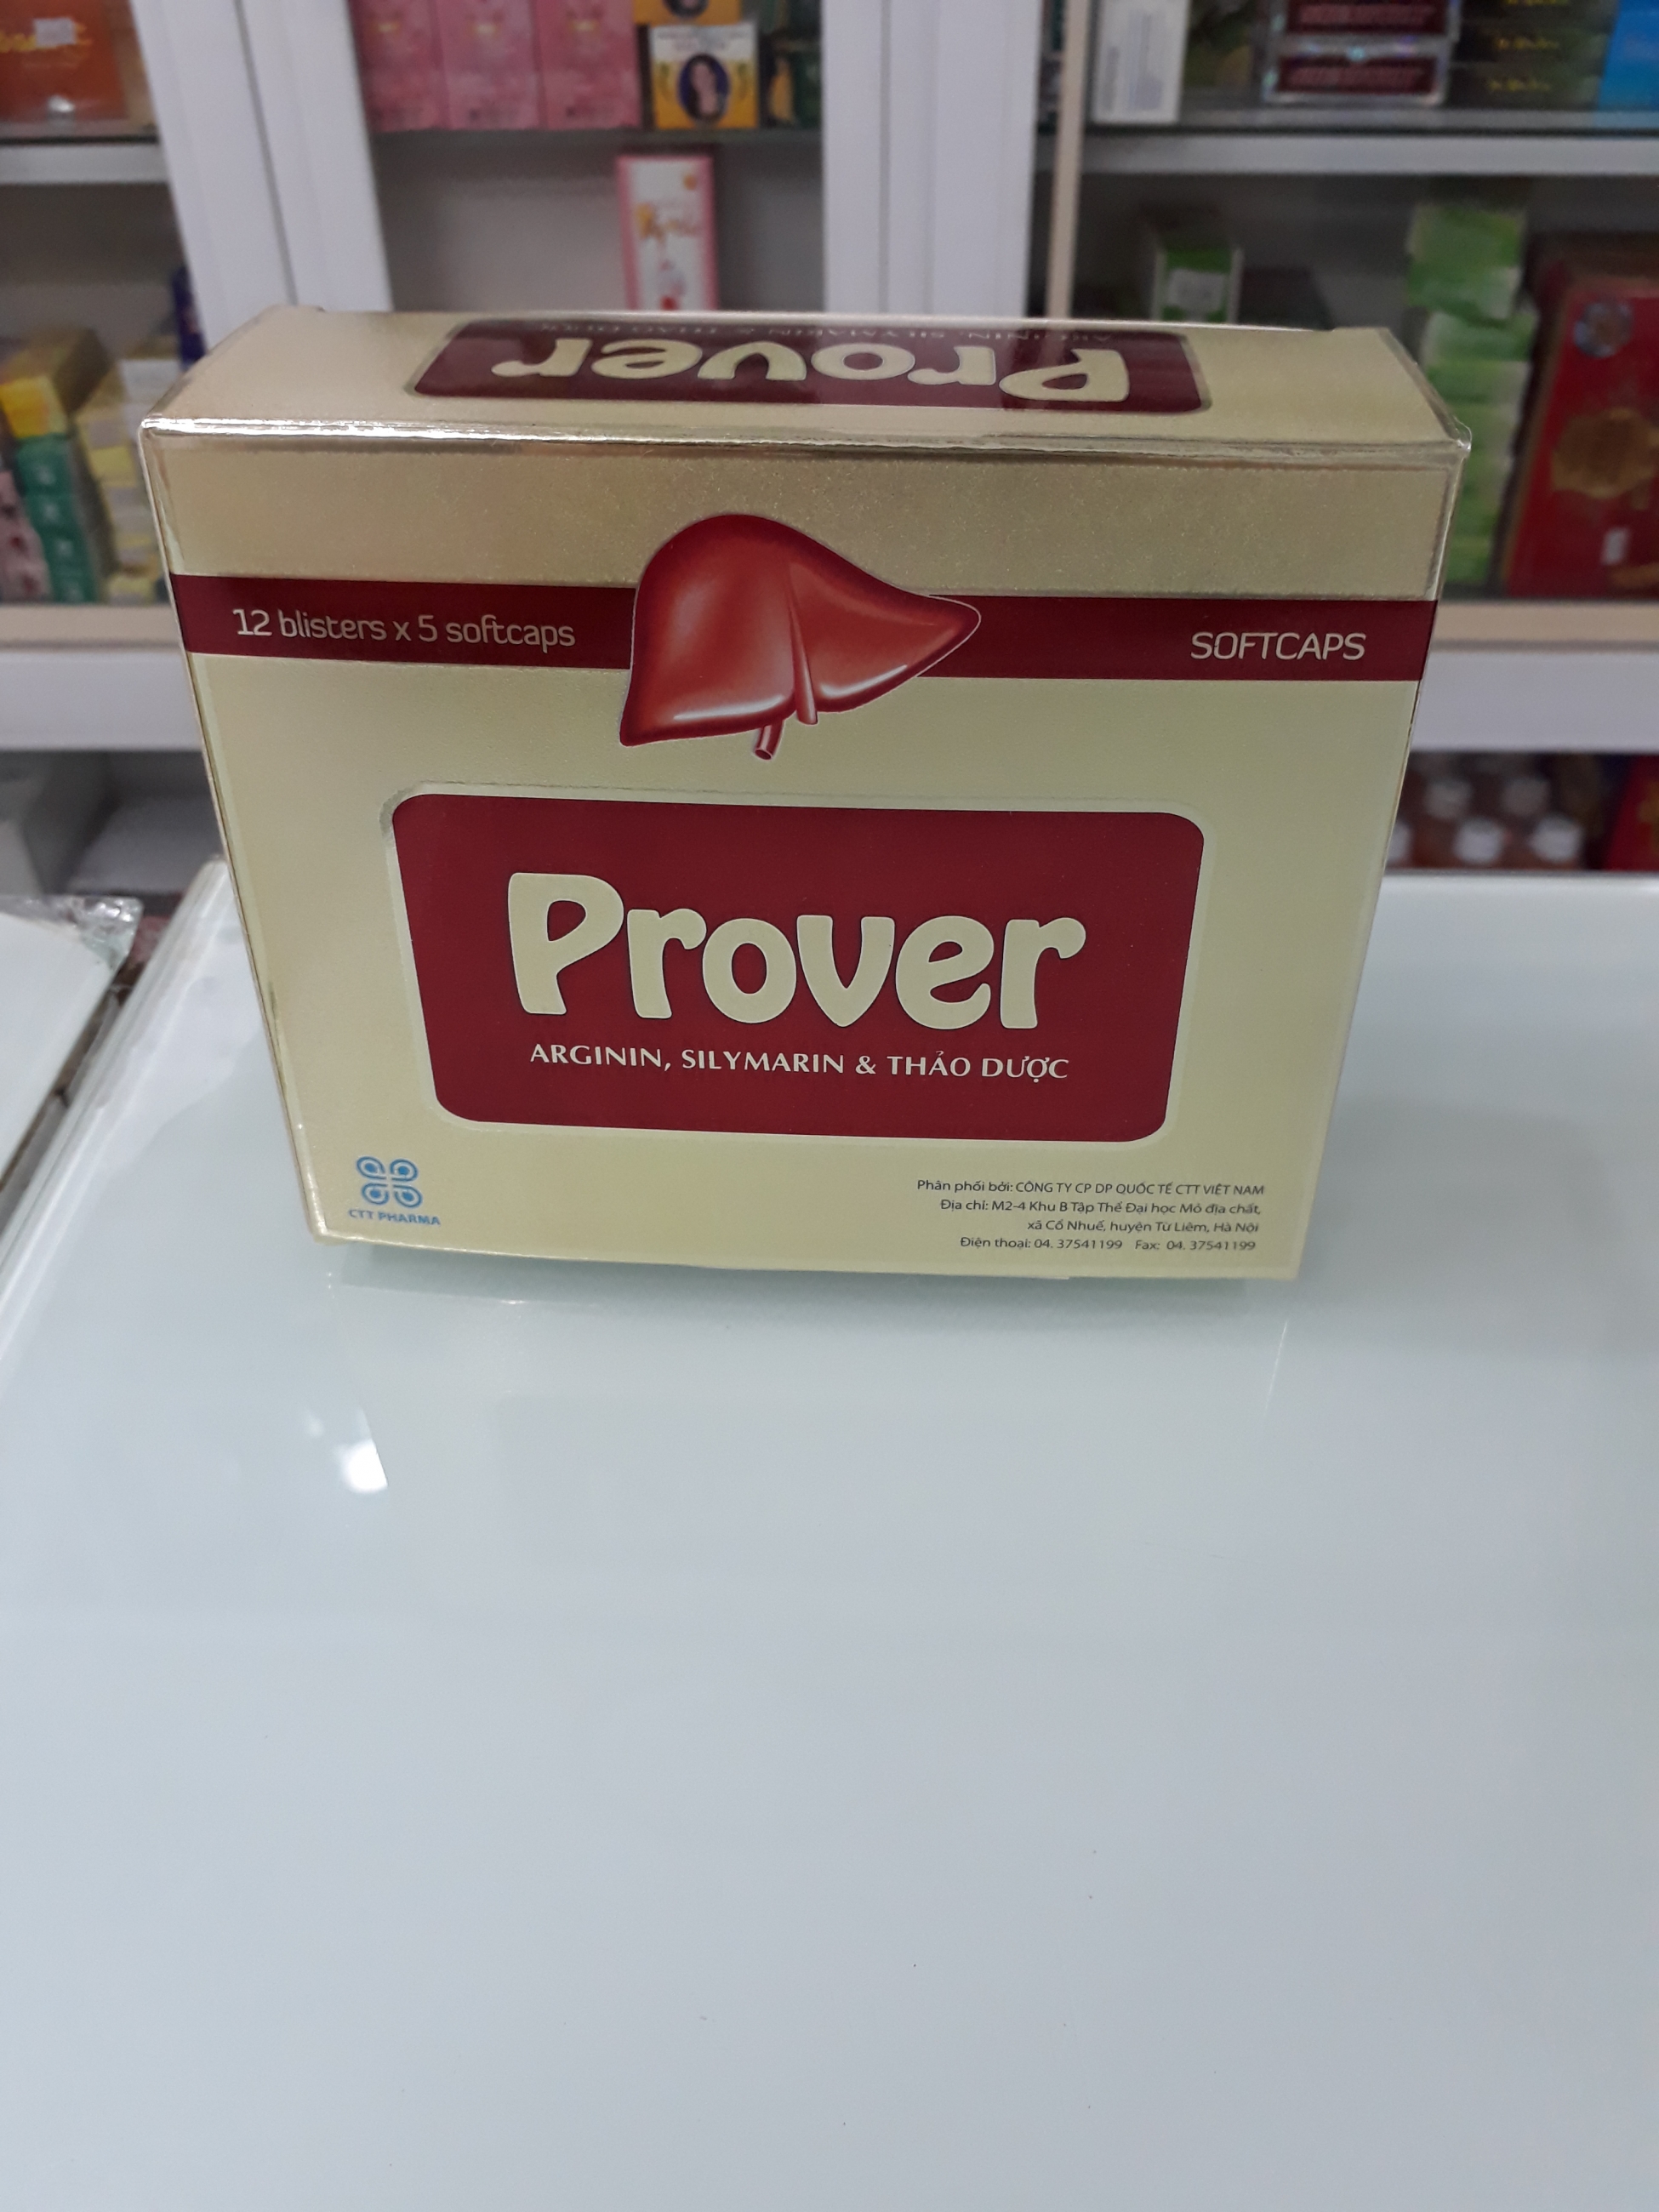 Prover
ARGININ, SILYMARIN & THẢO DƯỢC
12 blisters x 5 softcaps
SOFTCAPS
Prover
ARGININ, SILYMARIN & THẢO DƯỢC
CTT PHARMA
Phân phối bởi: CÔNG TY CP DP QUỐC TẾ CTT VIỆT NAM
Địa chỉ: M2-4 Khu B Tập Thể Đại học Mỏ địa chất,
xã Cổ Nhuế, huyện Từ Liêm, Hà Nội
Điện thoại: 04. 37541199 Fax: 04. 37541199